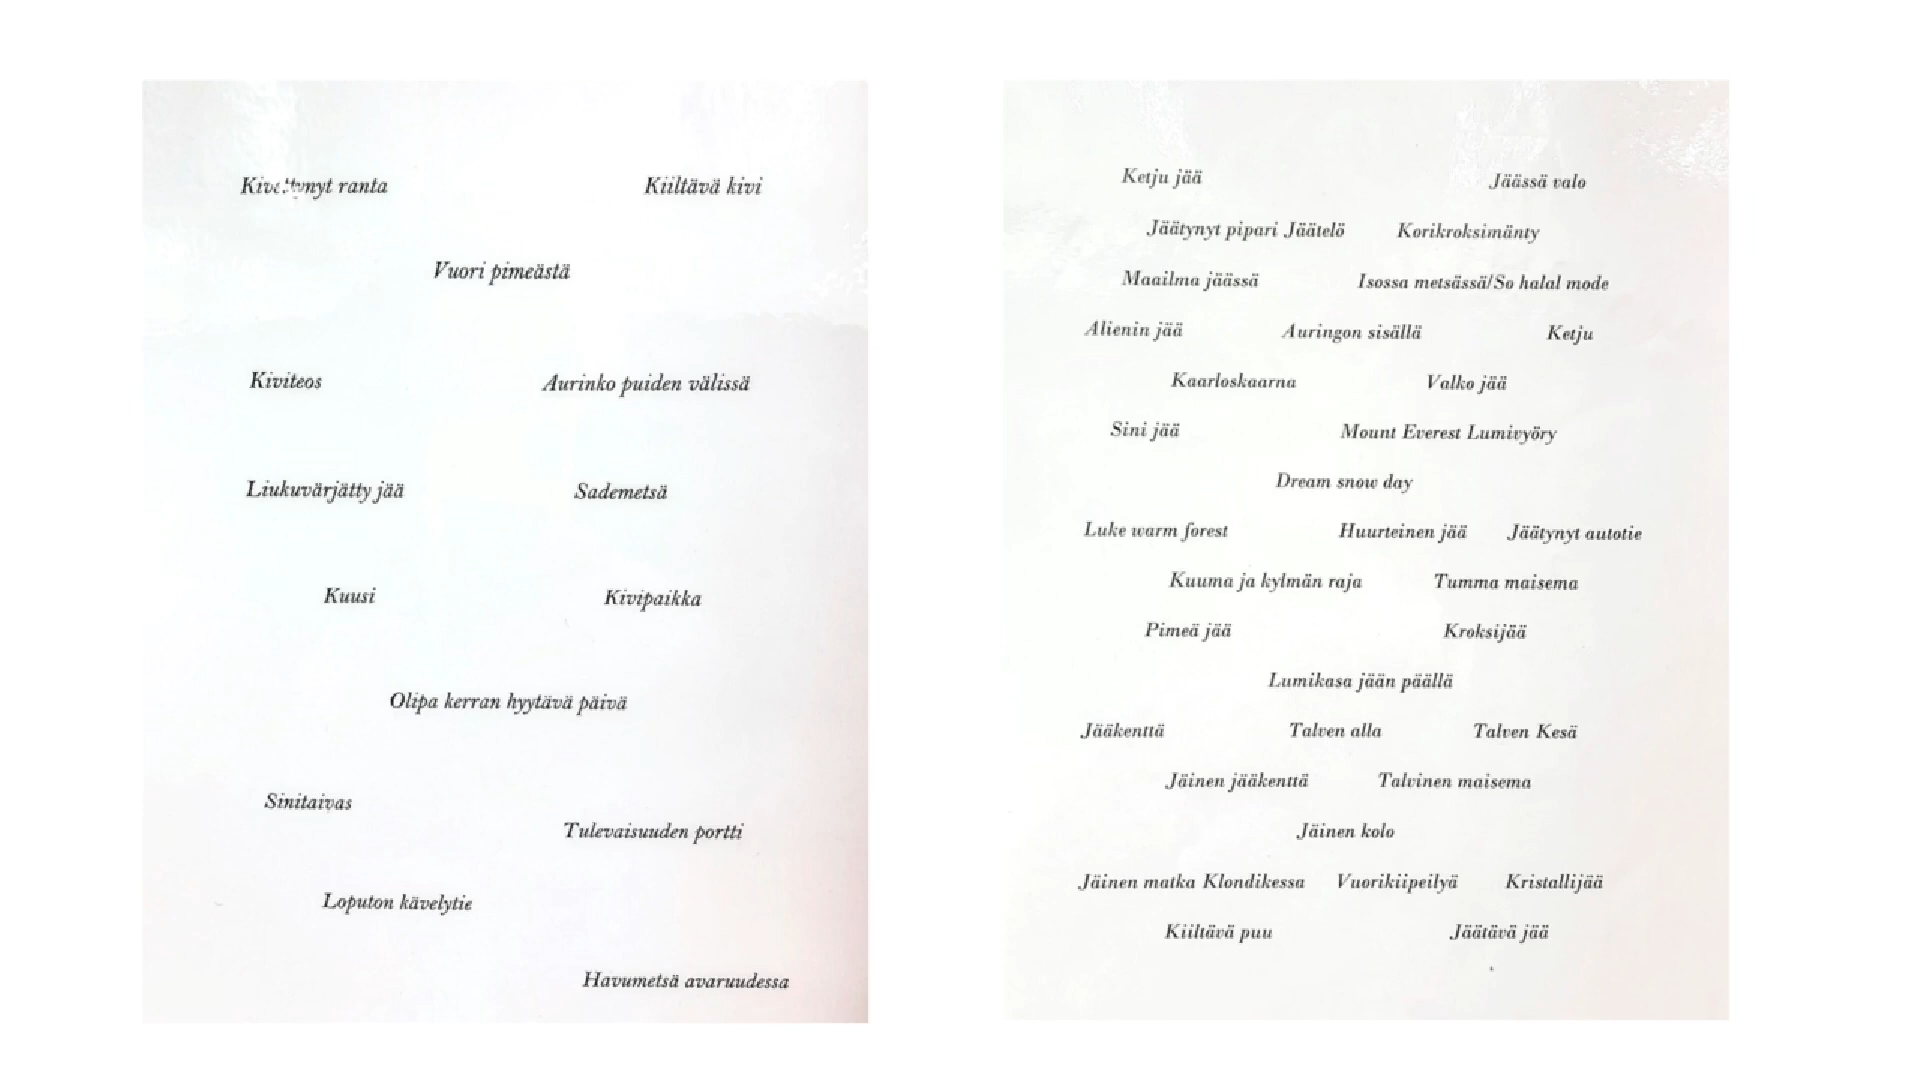 ranta Kiiltävä kivi
Vuori pimeästä
Kiviteos Aurinko puiden välissä
Liukuvärjätty jää Sademetsä
Kuusi Kivipaikka
Olipa kerran hyytävä päivä
Sinitaivas
Tulevaisuuden portti
Loputon kävelytie
Havumetsä avaruudessa
Ketju jää Jäässä valo
Jäätynyt pipari Jäätelö Korikroksimänty
Maailma jäässä Isossa metsässä/So halal mode
Alienin jää Auringon sisällä Ketju
Kaarloskaarna Valko jää
Sini jää Mount Everest Lumivyöry
Dream snow day
Luke warm forest Huurteinen jää Jäätynyt autotie
Kuuma ja kylmän raja Tumma maisema
Pimeä jää Kroksijää
Lumikasa jään päällä
Jääkenttä Talven alla Talven Kesä
Jäinen jääkenttä Talvinen maisema
Jäinen kolo
Jäinen matka Klondikessa Vuorikiipeilyä Kristallijää
Kiiltävä puu Jäätävä jää